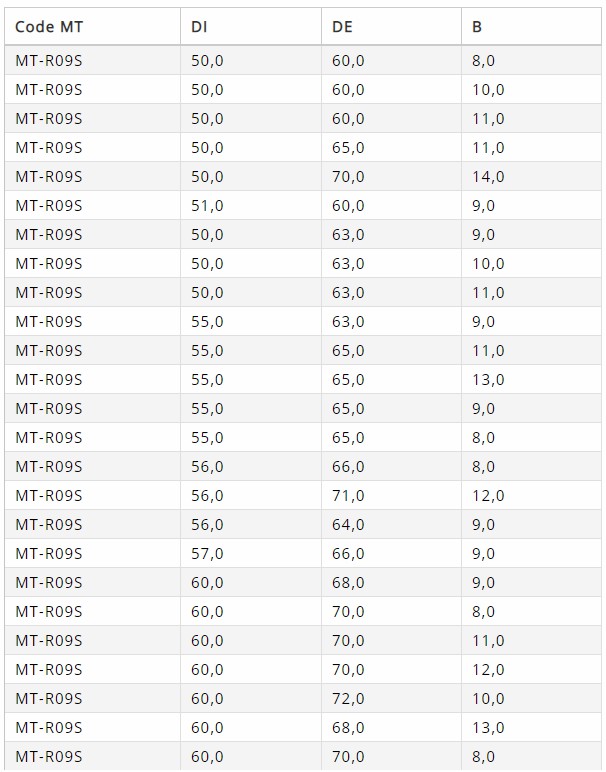 Code MT DI DE B
MT-R09S 50,0 60,0 8,0
MT-R09S 50,0 60,0 10,0
MT-R09S 50,0 60,0 11,0
MT-R09S 50,0 65,0 11,0
MT-R09S 50,0 70,0 14,0
MT-R09S 51,0 60,0 9,0
MT-R09S 50,0 63,0 9,0
MT-R09S 50,0 63,0 10,0
MT-R09S 50,0 63,0 11,0
MT-R09S 55,0 63,0 9,0
MT-R09S 55,0 65,0 11,0
MT-R09S 55,0 65,0 13,0
MT-R09S 55,0 65,0 9,0
MT-R09S 55,0 65,0 8,0
MT-R09S 56,0 66,0 8,0
MT-R09S 56,0 71,0 12,0
MT-R09S 56,0 64,0 9,0
MT-R09S 57,0 66,0 9,0
MT-R09S 60,0 68,0 9,0
MT-R09S 60,0 70,0 8,0
MT-R09S 60,0 70,0 11,0
MT-R09S 60,0 70,0 12,0
MT-R09S 60,0 72,0 10,0
MT-R09S 60,0 68,0 13,0
MT-R09S 60,0 70,0 8,0